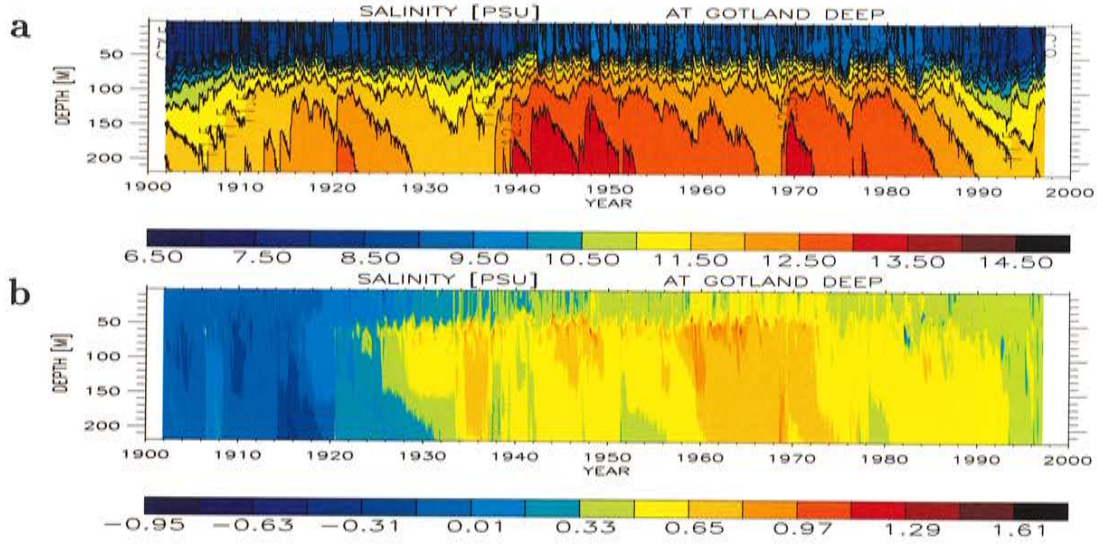 a
SALINITY [PSU] AT GOTLAND DEEP
DEPTH [M]
50
100
150
200
12.5
1900 1910 1920 1930 1940 1950 1960 1970 1980 1990 2000
YEAR
6.50 7.50 8.50 9.50 10.50 11.50 12.50 13.50 14.50
b
SALINITY [PSU] AT GOTLAND DEEP
DEPTH [M]
50
100
150
200
1900 1910 1920 1930 1940 1950 1960 1970 1980 1990 2000
YEAR
−0.95 −0.63 −0.31 0.01 0.33 0.65 0.97 1.29 1.61